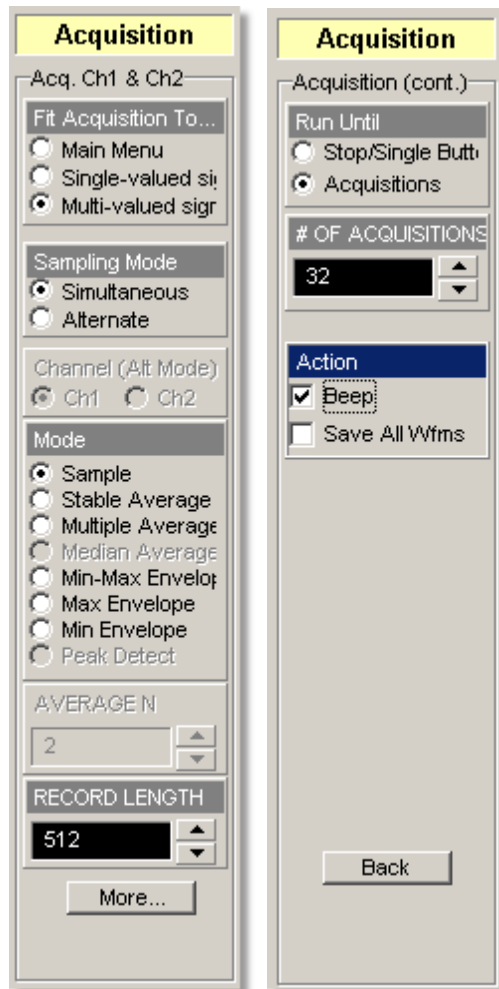 Acquisition
Acq. Ch1 & Ch2
Fit Acquisition To...
Main Menu
Single-valued si
Multi-valued sigr
Sampling Mode
Simultaneous
Alternate
Channel (Alt Mode)
Ch1 Ch2
Mode
Sample
Stable Average
Multiple Average
Median Average
Min-Max Envelop
Max Envelope
Min Envelope
Peak Detect
AVERAGE N
2
RECORD LENGTH
512
More...
Acquisition
Acquisition (cont.)
Run Until
Stop/Single Butt
Acquisitions
# OF ACQUISITIONS
32
Action
Beep
Save All Wfms
Back